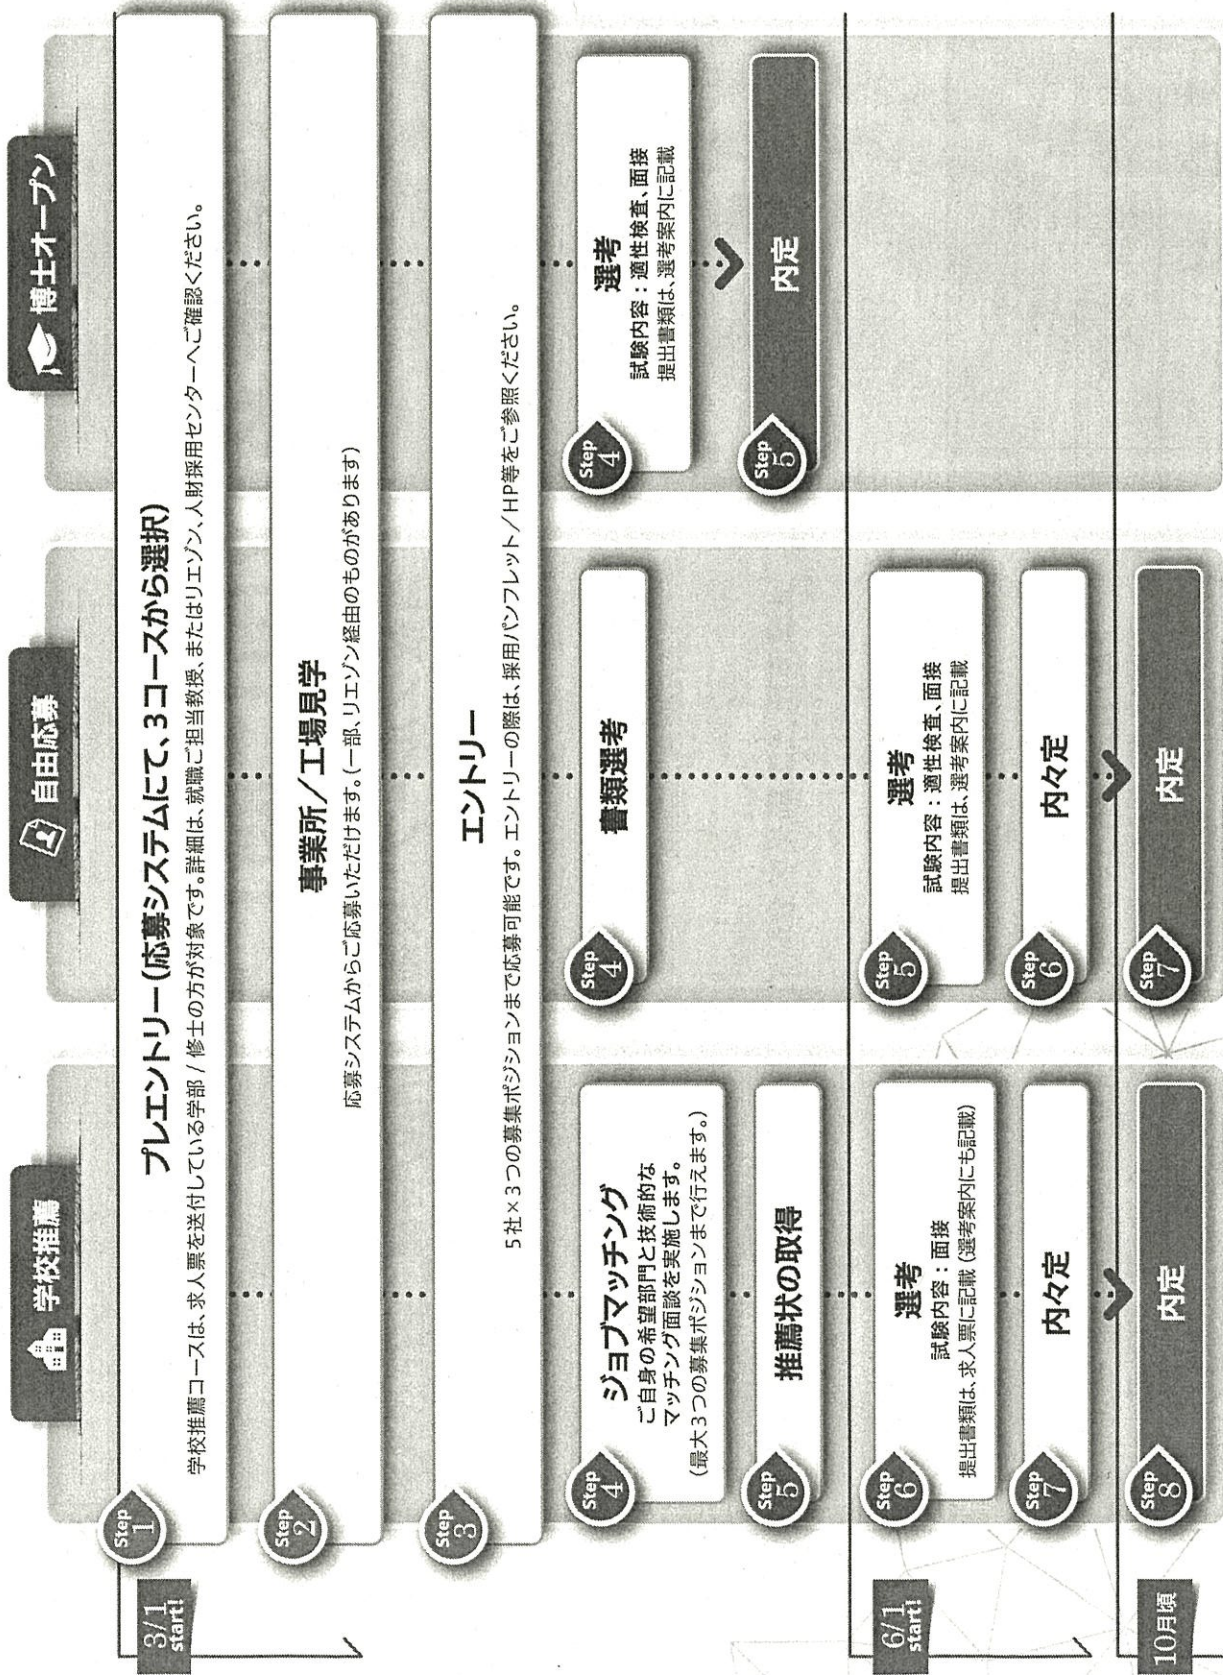 学校推薦
自由応募
博士オープン
3/1
start!
Step
1
プレエントリー(応募システムにて、3コースから選択)
学校推薦コースは、求人票を送付している学部 / 修士の方が対象です。詳細は、就職ご担当教授、またはリエゾン、人財採用センターへご確認ください。
Step
2
事業所/工場見学
応募システムからご応募いただけます。(一部、リエゾン経由のものがあります)
Step
3
エントリー
5社×3つの募集ポジションまで応募可能です。エントリーの際は、採用パンフレット/HP等をご参照ください。
Step
4
ジョブマッチング
ご自身の希望部門と技術的な
マッチング面談を実施します。
(最大3つの募集ポジションまで行えます。)
Step
5
推薦状の取得
Step
4
書類選考
Step
4
選考
試験内容:適性検査、面接
提出書類は、選考案内に記載
Step
5
内定
6/1
start!
Step
6
選考
試験内容:面接
提出書類は、求人票に記載(選考案内にも記載)
Step
7
内々定
Step
5
選考
試験内容:適性検査、面接
提出書類は、選考案内に記載
Step
6
内々定
10月頃
Step
8
内定
Step
7
内定